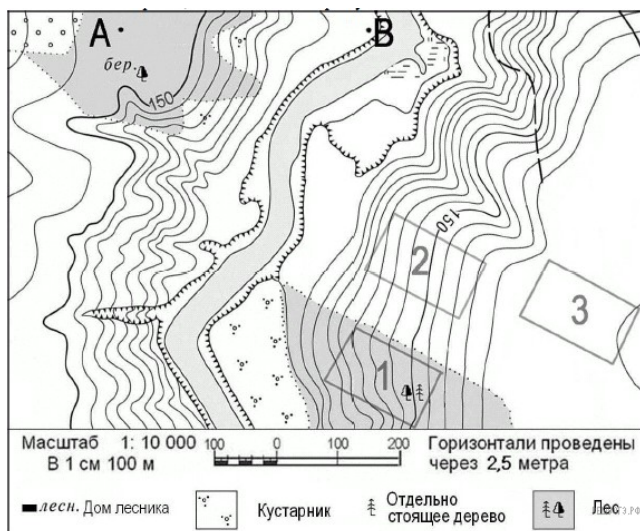 А В
бер.
150
150
2
3
1
Масштаб 1: 10 000
В 1 см 100 м
100 0 100 200
Горизонтали проведены
через 2,5 метра
лесн. Дом лесника
Кустарник
Отдельно
стоящее дерево
Лес